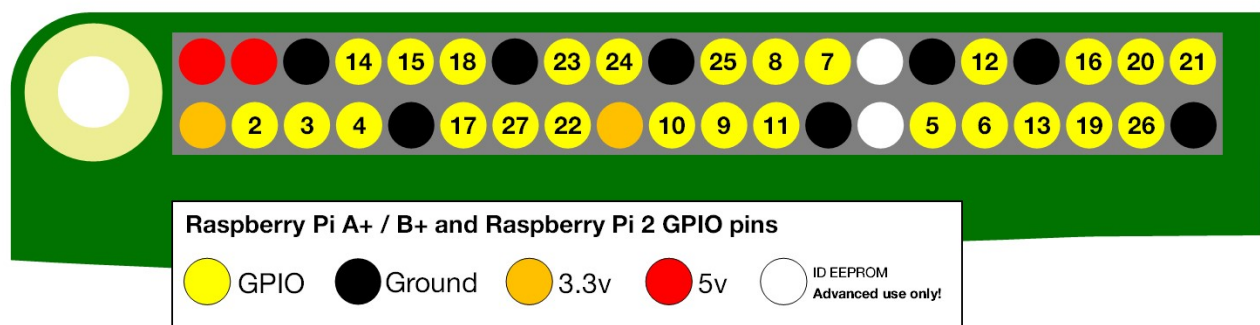 14 15 18 23 24 25 8 7 12 16 20 21
2 3 4 17 27 22 10 9 11 5 6 13 19 26
Raspberry Pi A+ / B+ and Raspberry Pi 2 GPIO pins
GPIO Ground 3.3v 5v ID EEPROM
Advanced use only!